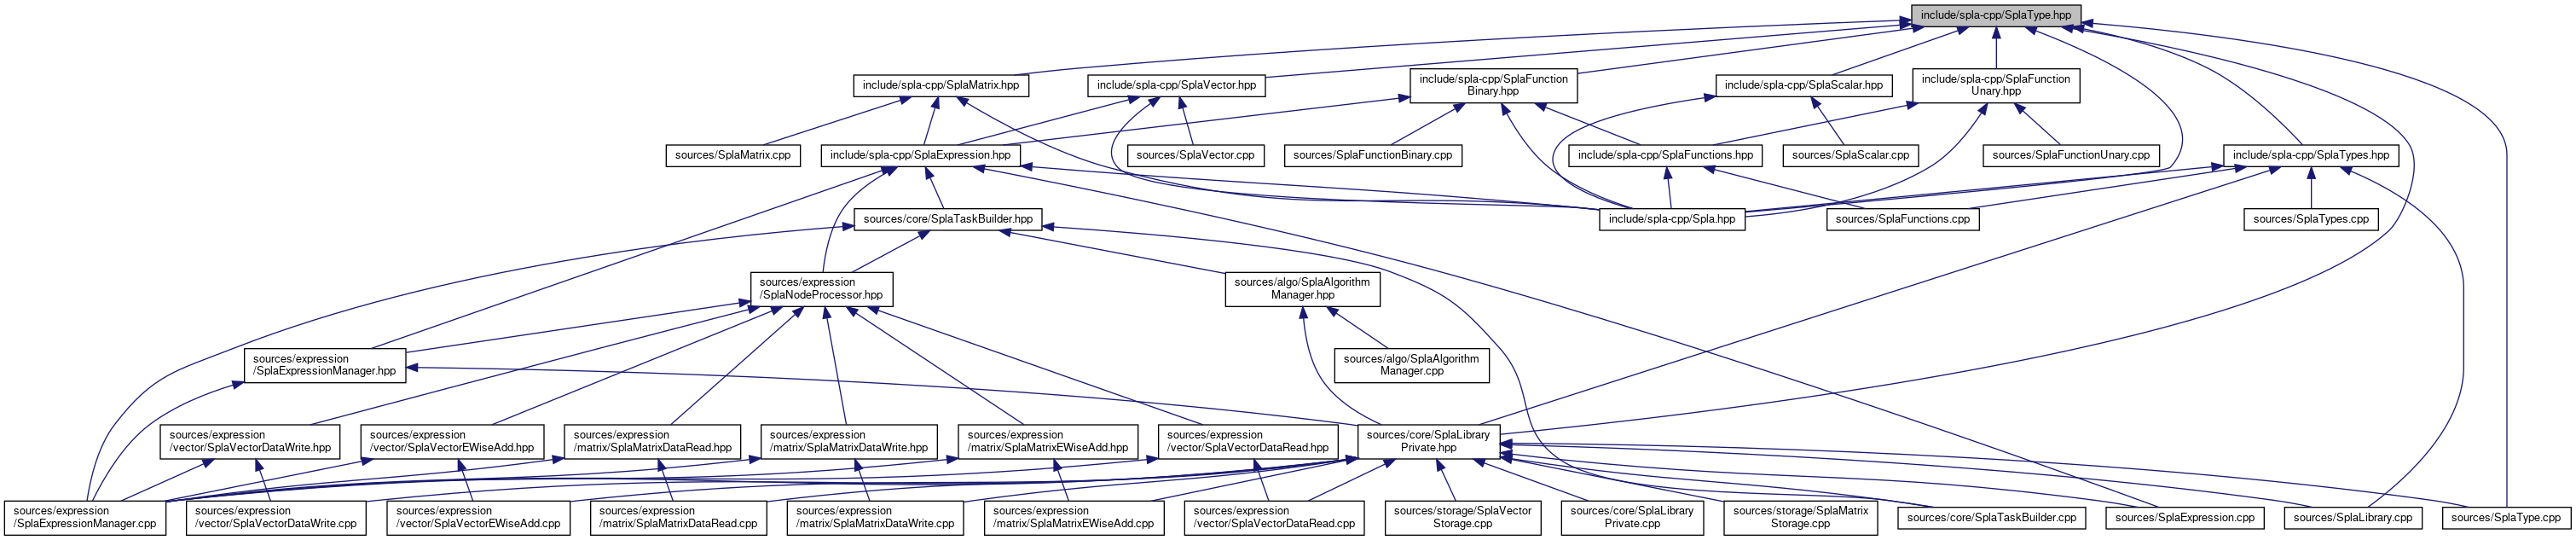 include/spla-cpp/SplaType.hpp
include/spla-cpp/SplaMatrix.hpp
include/spla-cpp/SplaVector.hpp
include/spla-cpp/SplaFunction
Binary.hpp
include/spla-cpp/SplaScalar.hpp
include/spla-cpp/SplaFunction
Unary.hpp
sources/SplaMatrix.cpp
include/spla-cpp/SplaExpression.hpp
sources/SplaVector.cpp
sources/SplaFunctionBinary.cpp
include/spla-cpp/SplaFunctions.hpp
sources/SplaScalar.cpp
sources/SplaFunctionUnary.cpp
include/spla-cpp/SplaTypes.hpp
sources/core/SplaTaskBuilder.hpp
include/spla-cpp/Spla.hpp
sources/SplaFunctions.cpp
sources/SplaTypes.cpp
sources/expression
/SplaNodeProcessor.hpp
sources/algo/SplaAlgorithm
Manager.hpp
sources/expression
/SplaExpressionManager.hpp
sources/algo/SplaAlgorithm
Manager.cpp
sources/expression
/vector/SplaVectorDataWrite.hpp
sources/expression
/vector/SplaVectorEWiseAdd.hpp
sources/expression
/matrix/SplaMatrixDataRead.hpp
sources/expression
/matrix/SplaMatrixDataWrite.hpp
sources/expression
/matrix/SplaMatrixEWiseAdd.hpp
sources/expression
/vector/SplaVectorDataRead.hpp
sources/core/SplaLibrary
Private.hpp
sources/expression
/SplaExpressionManager.cpp
sources/expression
/vector/SplaVectorDataWrite.cpp
sources/expression
/vector/SplaVectorEWiseAdd.cpp
sources/expression
/matrix/SplaMatrixDataRead.cpp
sources/expression
/matrix/SplaMatrixDataWrite.cpp
sources/expression
/matrix/SplaMatrixEWiseAdd.cpp
sources/expression
/vector/SplaVectorDataRead.cpp
sources/storage/SplaVector
Storage.cpp
sources/core/SplaLibrary
Private.cpp
sources/storage/SplaMatrix
Storage.cpp
sources/core/SplaTaskBuilder.cpp
sources/SplaExpression.cpp
sources/SplaLibrary.cpp
sources/SplaType.cpp